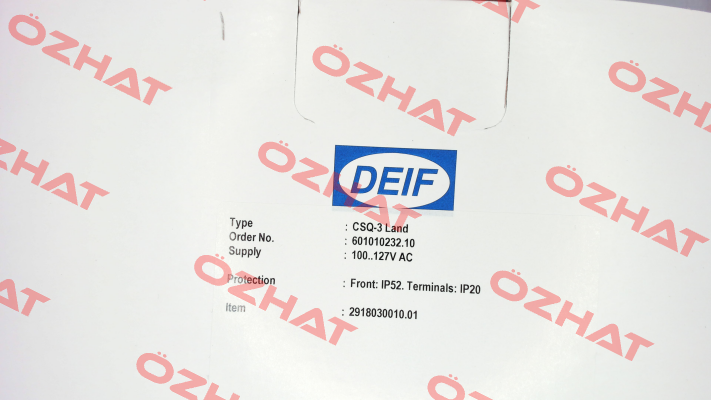 ÖZHAT
ÖZHAT
ÖZHAT
ÖZHAT
ÖZHAT
ÖZHAT
DEIF
Type : CSQ-3 Land
Order No. : 601010232.10
Supply : 100..127V AC
Protection : Front: IP52. Terminals: IP20
Item : 2918030010.01
ÖZHAT
ÖZHAT
ÖZHAT
ÖZHAT